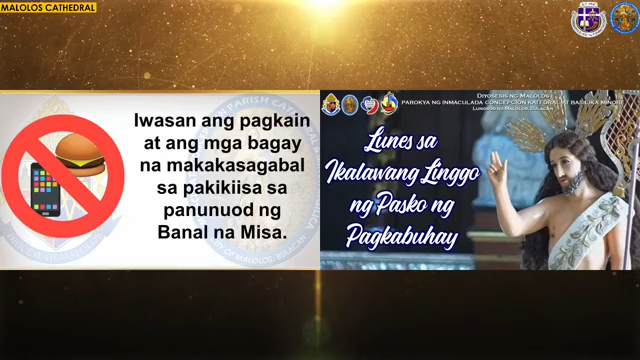 MALOLOS CATHEDRAL
Iwasan ang pagkain
at ang mga bagay
na makakasagabal
sa pakikiisa sa
panunuod ng
Banal na Misa.
DIYOSESIS NG MALOLOS
PAROKYA NG INMACULADA CONCEPCION KATEDRAL AT BASILIKA MINORE
LUNGSOD NG MALOLOS, BULACAN
Lunes sa
Ikalawang Linggo
ng Pasko ng
Pagkabuhay